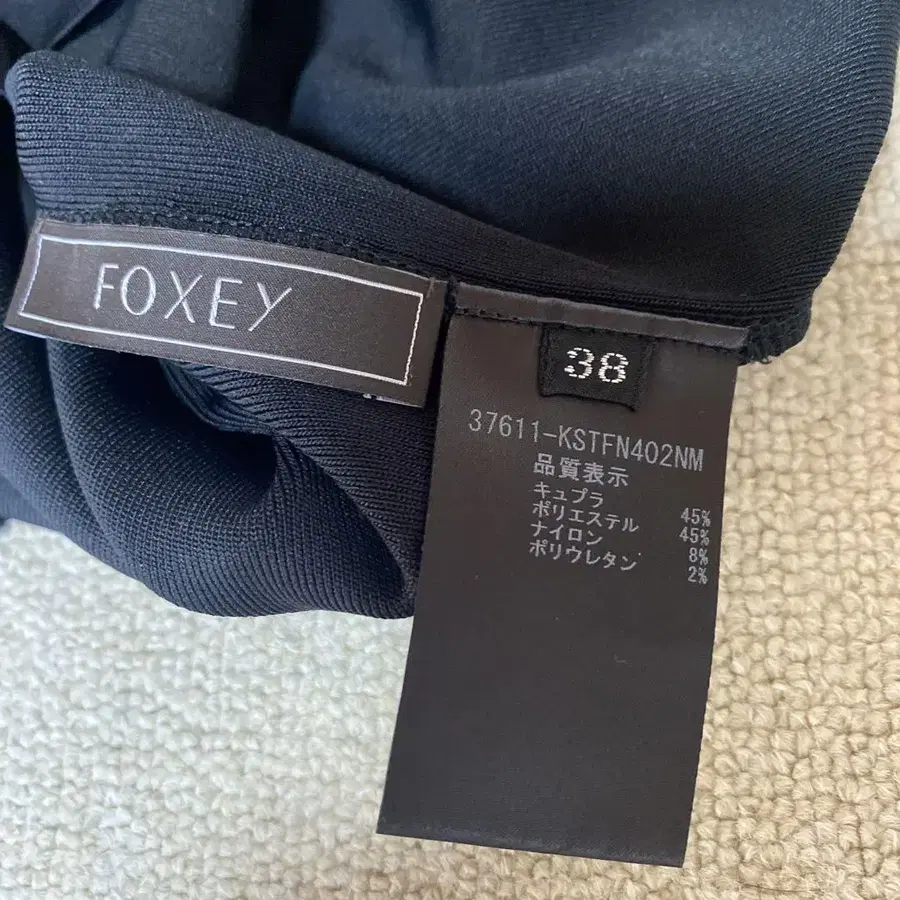 FOXEY
38
37611-KSTFN402NM
品質表示
キュプラ 45%
ポリエステル 45%
ナイロン 8%
ポリウレタン 2%